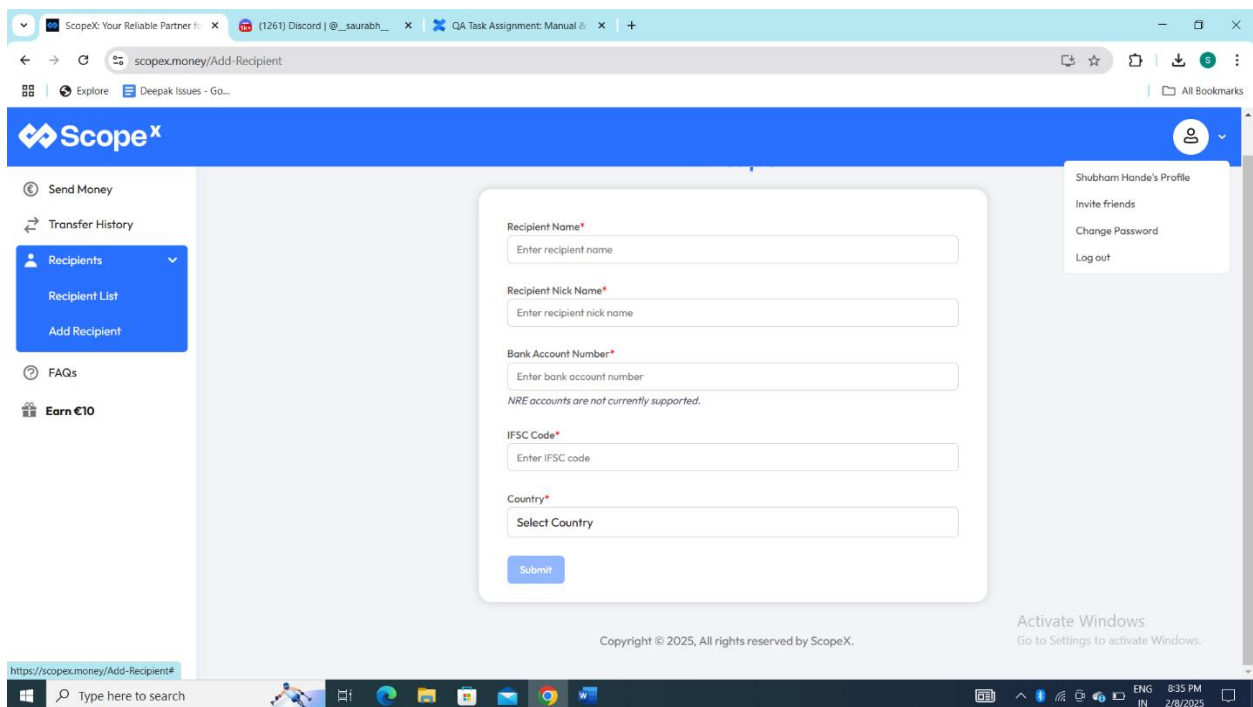 ScopeX: Your Reliable Partner fo
(1261) Discord | @__saurabh__
QA Task Assignment: Manual &
scopex.money/Add-Recipient
S
Explore
Deepak Issues - Go...
All Bookmarks
ScopeX
Send Money
Transfer History
Recipients
Recipient List
Add Recipient
FAQs
Earn €10
Shubham Hande's Profile
Invite friends
Change Password
Log out
Recipient Name*
Enter recipient name
Recipient Nick Name*
Enter recipient nick name
Bank Account Number*
Enter bank account number
NRE accounts are not currently supported.
IFSC Code*
Enter IFSC code
Country*
Select Country
Submit
Copyright © 2025, All rights reserved by ScopeX.
Activate Windows
Go to Settings to activate Windows.
https://scopex.money/Add-Recipient#
Type here to search
ENG
IN
8:35 PM
2/8/2025